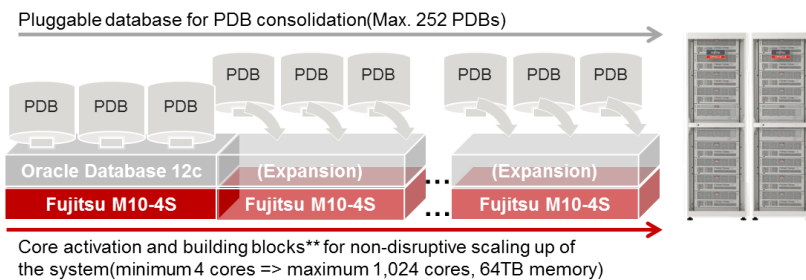 Pluggable database for PDB consolidation(Max. 252 PDBs)
PDB PDB PDB PDB PDB PDB
PDB PDB PDB
Oracle Database 12c (Expansion) (Expansion)
... 
Fujitsu M10-4S Fujitsu M10-4S Fujitsu M10-4S
...
Core activation and building blocks** for non-disruptive scaling up of
the system(minimum 4 cores => maximum 1,024 cores, 64TB memory)